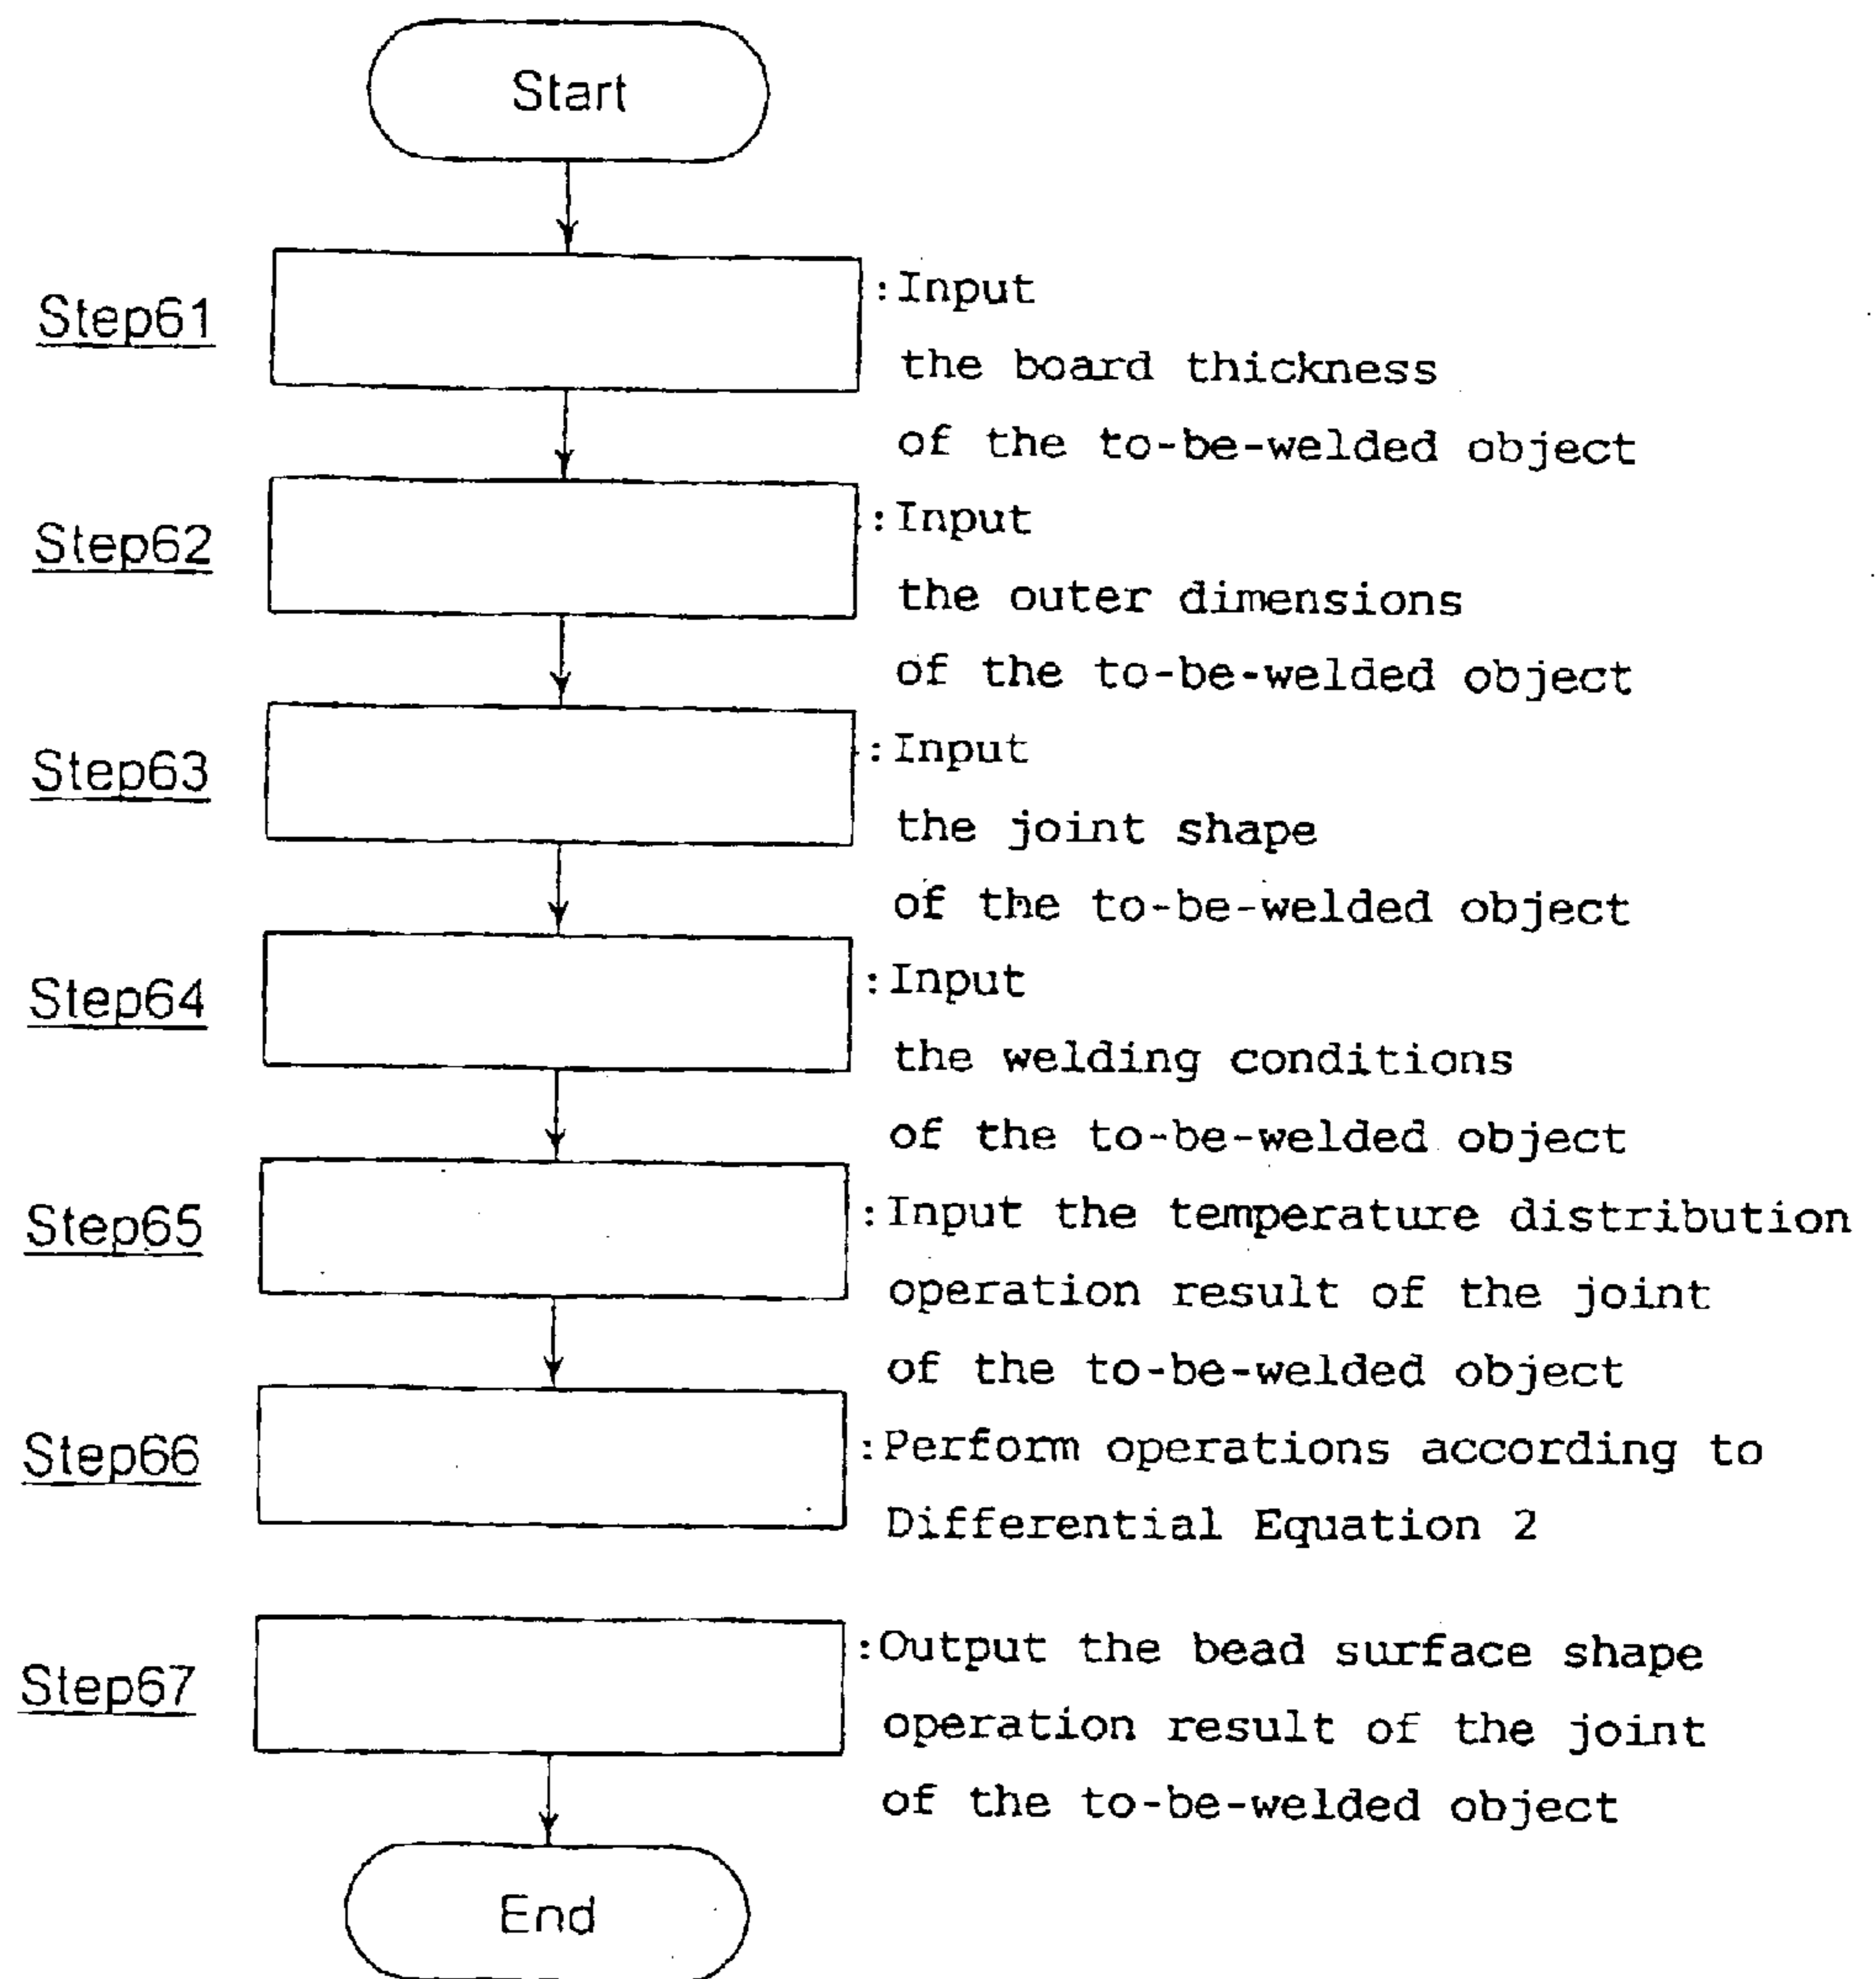 Start
Step61
:Input
the board thickness
of the to-be-welded object
Step62
:Input
the outer dimensions
of the to-be-welded object
Step63
:Input
the joint shape
of the to-be-welded object
Step64
:Input
the welding conditions
of the to-be-welded object
Step65
:Input the temperature distribution
operation result of the joint
of the to-be-welded object
Step66
:Perform operations according to
Differential Equation 2
Step67
:Output the bead surface shape
operation result of the joint
of the to-be-welded object
End